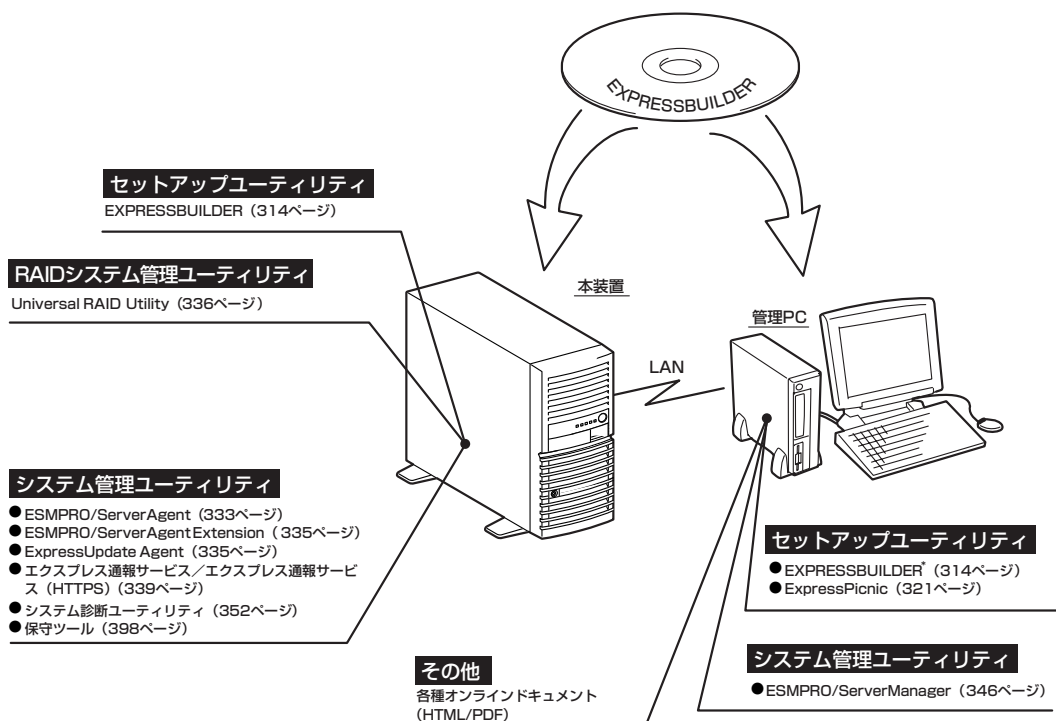 EXPRESSBUILDER
セットアップユーティリティ
EXPRESSBUILDER（314ページ）
RAIDシステム管理ユーティリティ
Universal RAID Utility（336ページ）
本装置
管理PC
LAN
システム管理ユーティリティ
● ESMPRO/ServerAgent（333ページ）
● ESMPRO/ServerAgent Extension（335ページ）
● ExpressUpdate Agent（335ページ）
● エクスプレス通報サービス／エクスプレス通報サービ
ス（HTTPS）（339ページ）
● システム診断ユーティリティ（352ページ）
● 保守ツール（398ページ）
セットアップユーティリティ
● EXPRESSBUILDER*（314ページ）
● ExpressPicnic（321ページ）
システム管理ユーティリティ
● ESMPRO/ServerManager（346ページ）
その他
各種オンラインドキュメント
（HTML/PDF）